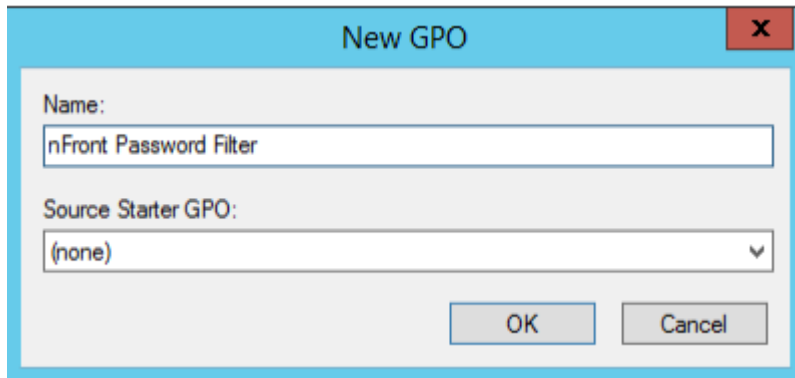 New GPO
x
Name:
nFront Password Filter
Source Starter GPO:
(none)
OK Cancel